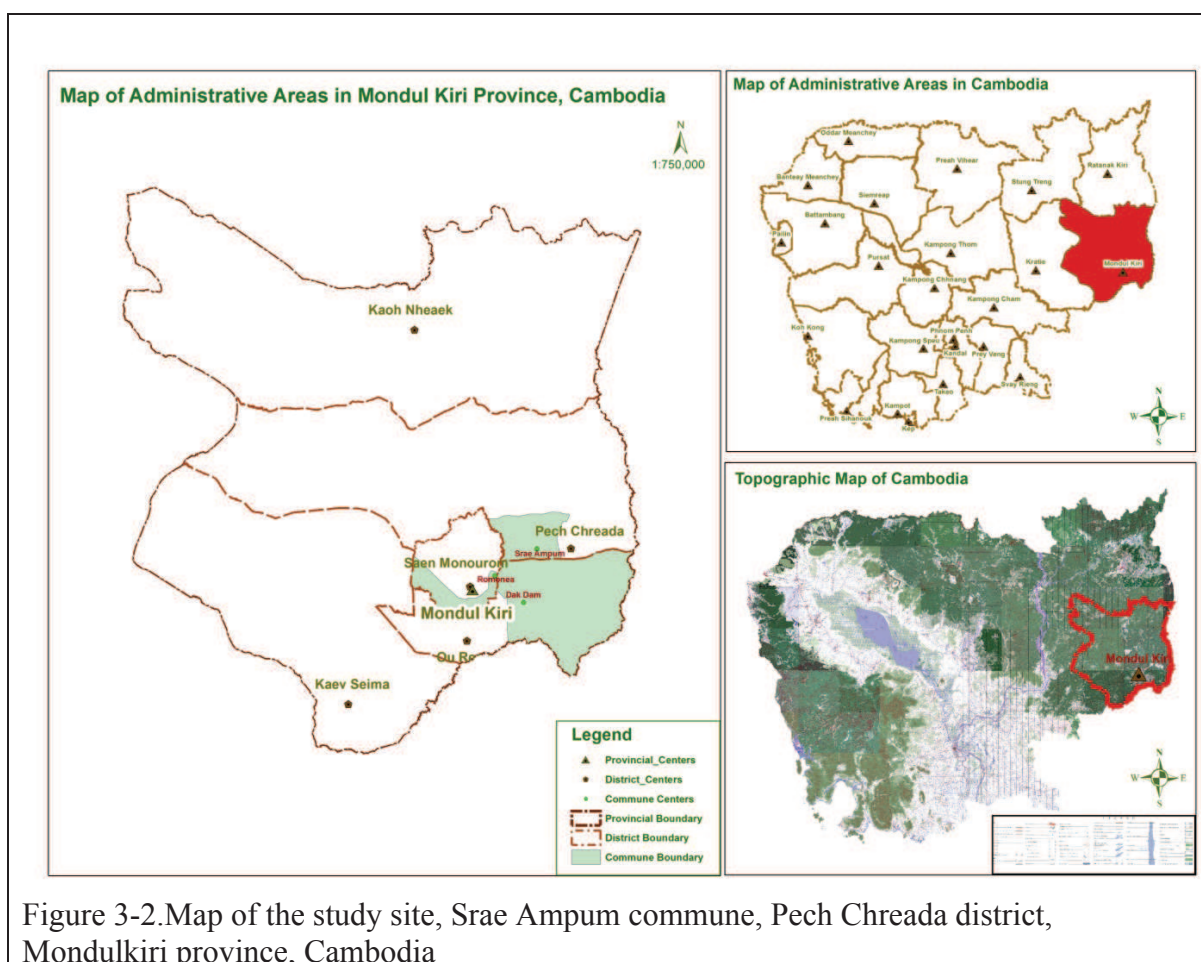 Map of Administrative Areas in Mondul Kiri Province, Cambodia
N
1:750,000
Kaoh Nheaek
Pech Chreada
Srae Ampum
Saen Monourom
Romonea
Dak Dam
Mondul Kiri
Ou Re
Kaev Seima
Legend
Provincial_Centers
District_Centers
Commune Centers
Provincial Boundary
District Boundary
Commune Boundary
Map of Administrative Areas in Cambodia
Oddar Meanchey
Preah Vihear
Ratanak Kiri
Banteay Meanchey
Stung Treng
Siemreap
Battambang
Pailin
Kampong Thom
Pursat
Kratie
Mondul Kiri
Kampong Chhnang
Kampong Cham
Koh Kong
Phnom Penh
Kampong Speu
Kandal
Prey Veng
Svay Rieng
Takeo
Preah Sihanouk
Kampot
Kep
N
W E
S
Topographic Map of Cambodia
Mondul Kiri
N
W E
S
Figure 3-2.Map of the study site, Srae Ampum commune, Pech Chreada district,
Mondulkiri province, Cambodia